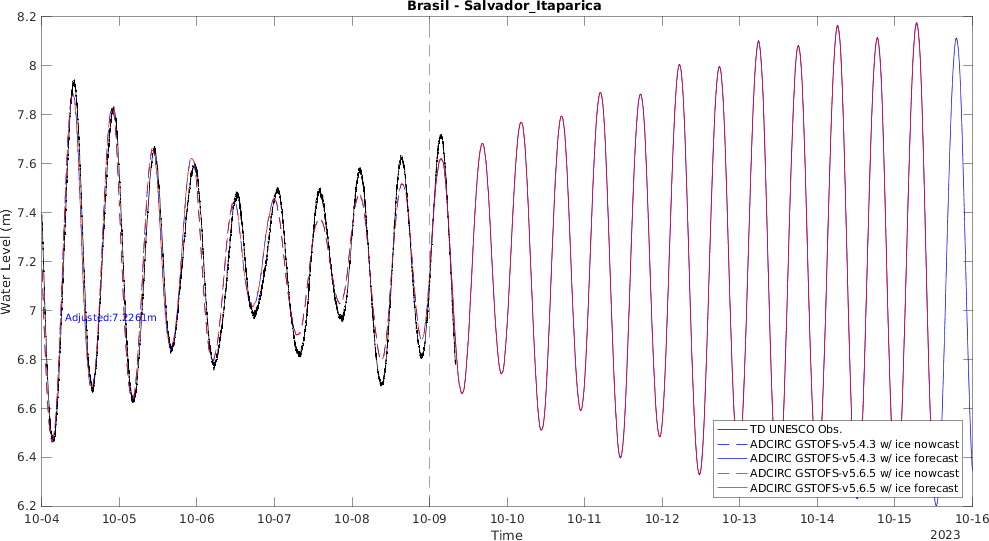 Brasil - Salvador_Itaparica
8.2
8
7.8
7.6
7.4
7.2
7
6.8
6.6
6.4
6.2
Water Level (m)
Adjusted:7.2261m
TD UNESCO Obs.
ADCIRC GSTOFS-v5.4.3 w/ ice nowcast
ADCIRC GSTOFS-v5.4.3 w/ ice forecast
ADCIRC GSTOFS-v5.6.5 w/ ice nowcast
ADCIRC GSTOFS-v5.6.5 w/ ice forecast
10-04 10-05 10-06 10-07 10-08 10-09 10-10 10-11 10-12 10-13 10-14 10-15 10-16
Time
2023